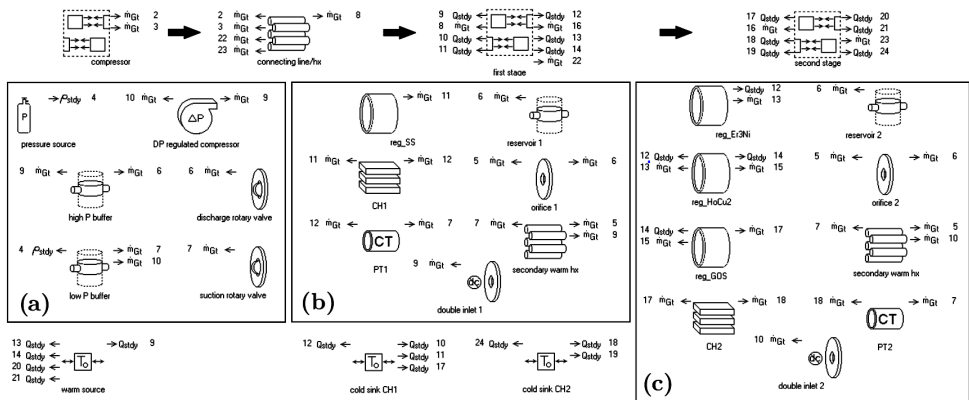 2 ṁGt 8
ṁGt 2
ṁGt 3
3 ṁGt
22 ṁGt
23 ṁGt
compressor
connecting line/hx
9 Qstdy Qstdy 12
8 ṁGt ṁGt 16
10 Qstdy Qstdy 13
11 Qstdy Qstdy 14
ṁGt 22
first stage
17 Qstdy Qstdy 20
16 ṁGt Qstdy 21
18 Qstdy ṁGt 23
19 Qstdy Qstdy 24
second stage
Pstdy 4
P
pressure source
10 ṁGt ṁGt 9
ΔP
DP regulated compressor
9 ṁGt ṁGt 6
high P buffer
6 ṁGt
discharge rotary valve
4 Pstdy ṁGt 7
ṁGt 10
low P buffer
7 ṁGt
suction rotary valve
(a)
ṁGt 11
reg_SS
6 ṁGt
reservoir 1
11 ṁGt ṁGt 12
CH1
5 ṁGt ṁGt 6
orifice 1
12 ṁGt ṁGt 7
CT
PT1
7 ṁGt ṁGt 5
ṁGt 9
secondary warm hx
9 ṁGt
dc
double inlet 1
(b)
Qstdy 12
ṁGt 13
reg_Er3Ni
6 ṁGt
reservoir 2
12 Qstdy Qstdy 14
13 ṁGt ṁGt 15
reg_HoCu2
5 ṁGt ṁGt 6
orifice 2
14 Qstdy ṁGt 17
15 ṁGt
reg_GOS
7 ṁGt ṁGt 5
ṁGt 10
secondary warm hx
17 ṁGt ṁGt 18
CH2
18 ṁGt ṁGt 7
CT
PT2
10 ṁGt
dc
double inlet 2
(c)
13 Qstdy Qstdy 9
14 Qstdy
20 Qstdy
21 Qstdy
To
warm source
12 Qstdy Qstdy 10
Qstdy 11
Qstdy 17
To
cold sink CH1
24 Qstdy Qstdy 18
Qstdy 19
To
cold sink CH2